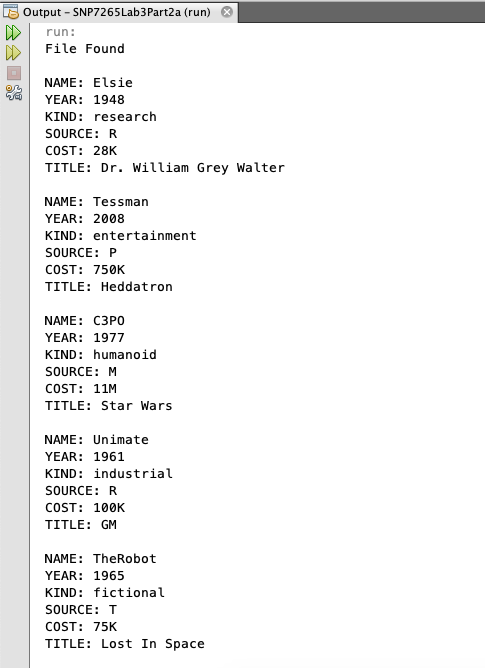 Output – SNP7265Lab3Part2a (run)
run:
File Found
NAME: Elsie
YEAR: 1948
KIND: research
SOURCE: R
COST: 28K
TITLE: Dr. William Grey Walter
NAME: Tessman
YEAR: 2008
KIND: entertainment
SOURCE: P
COST: 750K
TITLE: Heddatron
NAME: C3PO
YEAR: 1977
KIND: humanoid
SOURCE: M
COST: 11M
TITLE: Star Wars
NAME: Unimate
YEAR: 1961
KIND: industrial
SOURCE: R
COST: 100K
TITLE: GM
NAME: TheRobot
YEAR: 1965
KIND: fictional
SOURCE: T
COST: 75K
TITLE: Lost In Space